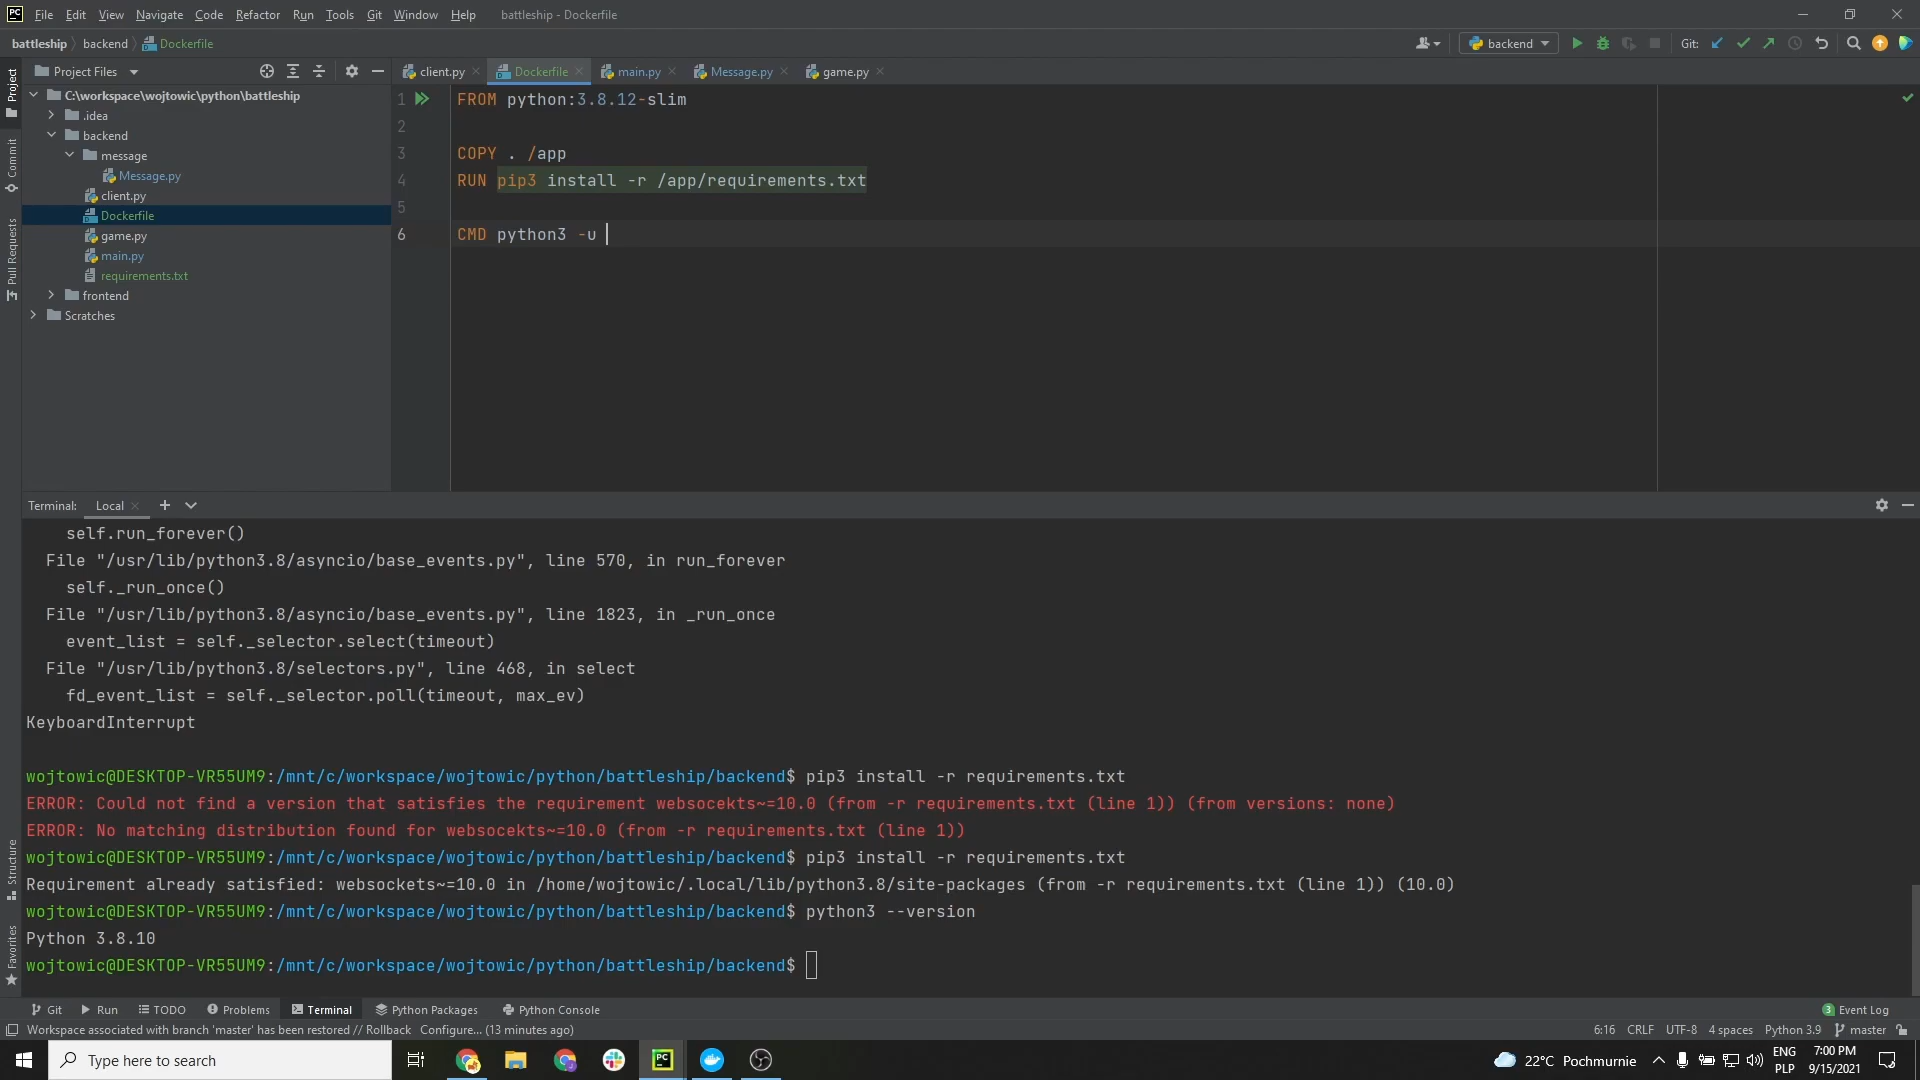 PC File Edit View Navigate Code Refactor Run Tools Git Window Help battleship - Dockerfile
battleship backend Dockerfile backend Git:
Project Files client.py Dockerfile main.py Message.py game.py
C:\workspace\wojtowic\python\battleship
.idea
backend
message
Message.py
client.py
Dockerfile
game.py
main.py
requirements.txt
frontend
Scratches
Project
Commit
Pull Requests
Structure
Favorites
1 FROM python:3.8.12-slim
2
3 COPY . /app
4 RUN pip3 install -r /app/requirements.txt
5
6 CMD python3 -u
Terminal: Local
self.run_forever()
File "/usr/lib/python3.8/asyncio/base_events.py", line 570, in run_forever
self._run_once()
File "/usr/lib/python3.8/asyncio/base_events.py", line 1823, in _run_once
event_list = self._selector.select(timeout)
File "/usr/lib/python3.8/selectors.py", line 468, in select
fd_event_list = self._selector.poll(timeout, max_ev)
KeyboardInterrupt
wojtowic@DESKTOP-VR55UM9:/mnt/c/workspace/wojtowic/python/battleship/backend$ pip3 install -r requirements.txt
ERROR: Could not find a version that satisfies the requirement websocekts~=10.0 (from -r requirements.txt (line 1)) (from versions: none)
ERROR: No matching distribution found for websocekts~=10.0 (from -r requirements.txt (line 1))
wojtowic@DESKTOP-VR55UM9:/mnt/c/workspace/wojtowic/python/battleship/backend$ pip3 install -r requirements.txt
Requirement already satisfied: websockets~=10.0 in /home/wojtowic/.local/lib/python3.8/site-packages (from -r requirements.txt (line 1)) (10.0)
wojtowic@DESKTOP-VR55UM9:/mnt/c/workspace/wojtowic/python/battleship/backend$ python3 --version
Python 3.8.10
wojtowic@DESKTOP-VR55UM9:/mnt/c/workspace/wojtowic/python/battleship/backend$
Git Run TODO Problems Terminal Python Packages Python Console 3 Event Log
Workspace associated with branch 'master' has been restored // Rollback Configure... (13 minutes ago) 6:16 CRLF UTF-8 4 spaces Python 3.9 master
Type here to search PC 22°C Pochmurnie ENG 7:00 PM
PLP 9/15/2021